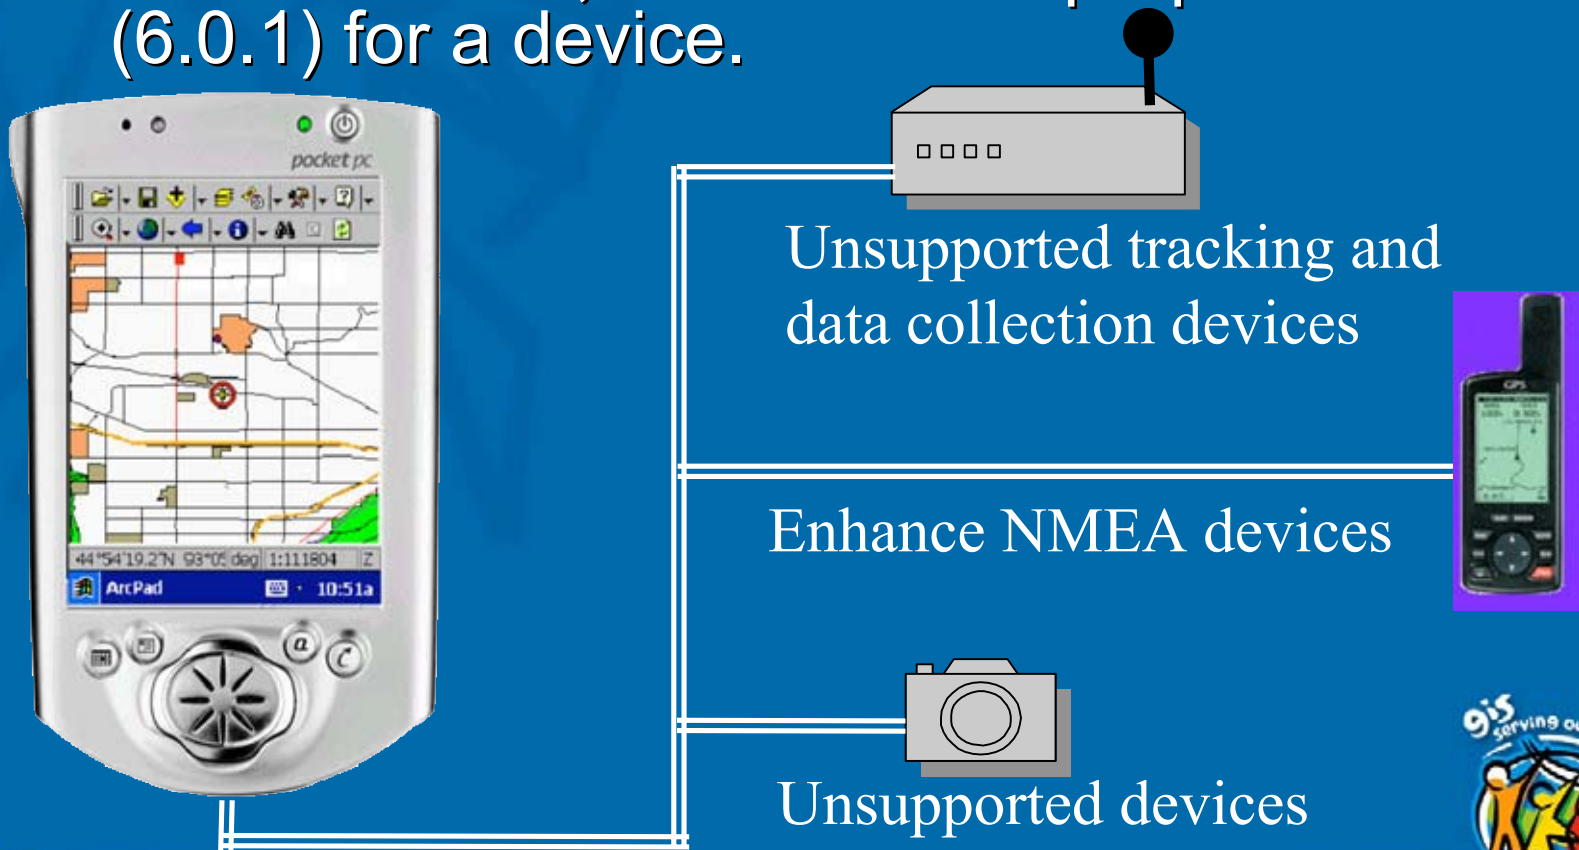 (6.0.1) for a device.
pocket pc
44°54'19.2"N 93°05' deg 1:111804 Z
ArcPad 10:51a
Unsupported tracking and
data collection devices
GPS
Enhance NMEA devices
Unsupported devices
gis
serving